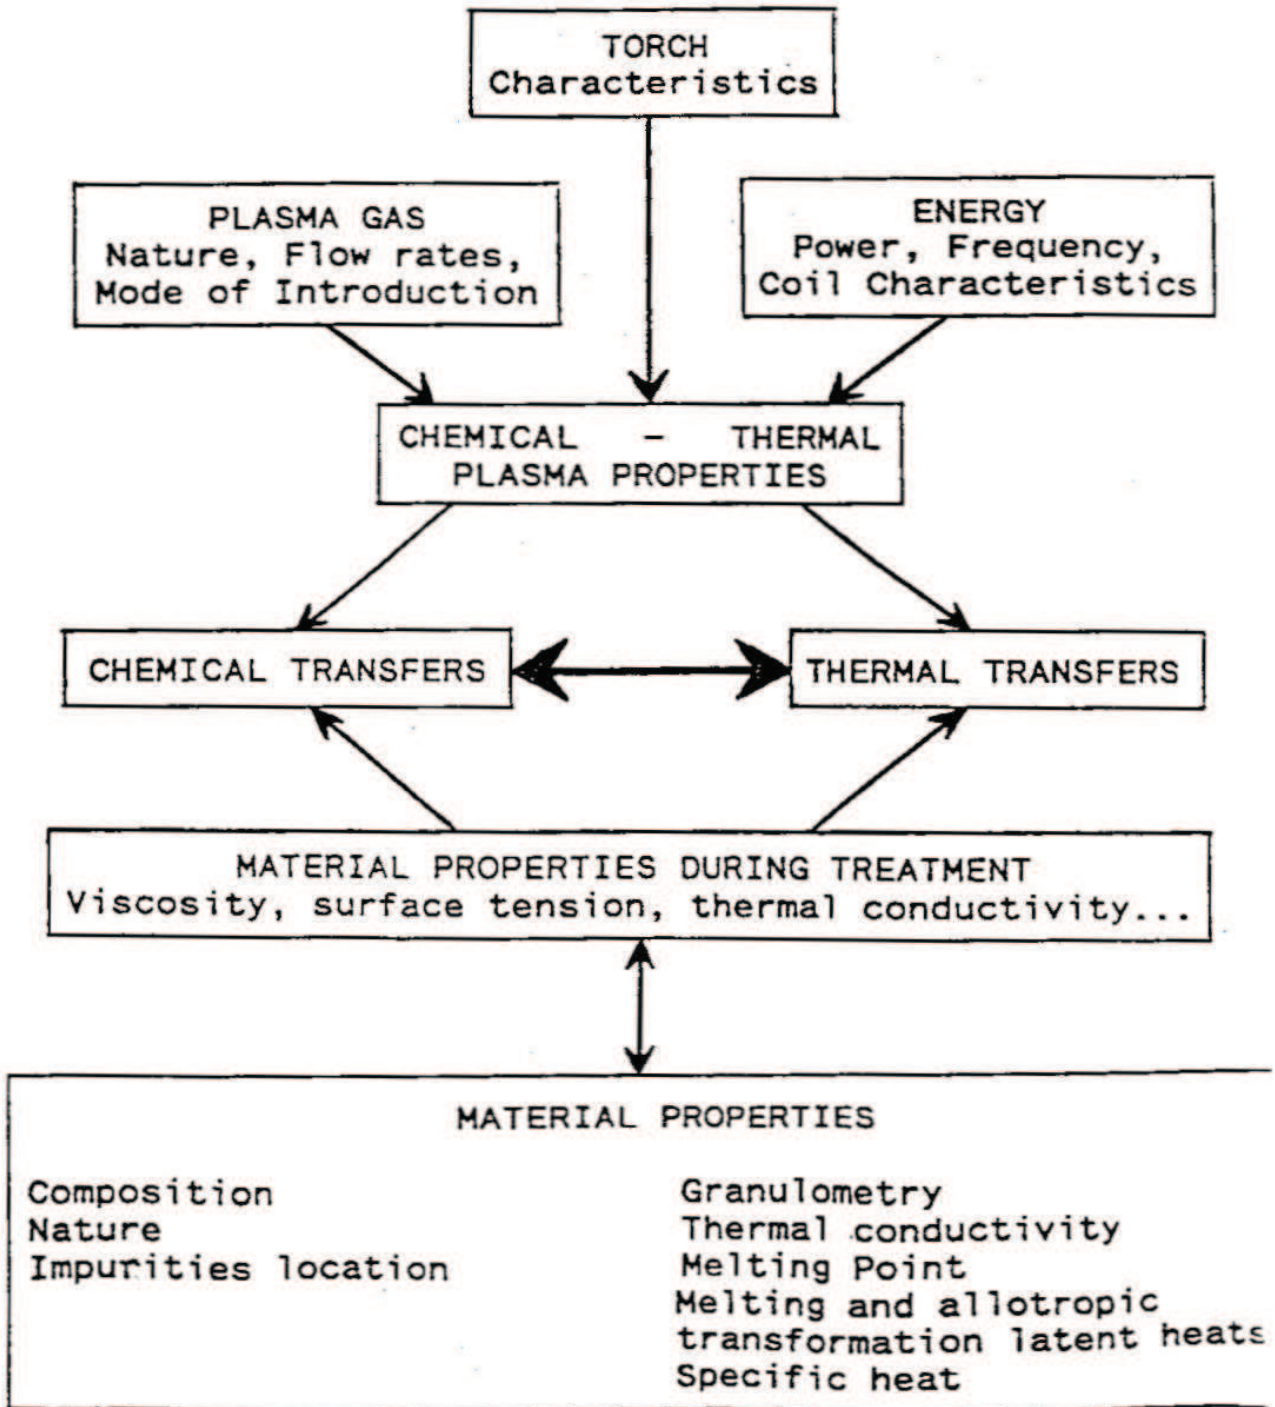 TORCH
Characteristics
PLASMA GAS
Nature, Flow rates,
Mode of Introduction
ENERGY
Power, Frequency,
Coil Characteristics
CHEMICAL - THERMAL
PLASMA PROPERTIES
CHEMICAL TRANSFERS
THERMAL TRANSFERS
MATERIAL PROPERTIES DURING TREATMENT
Viscosity, surface tension, thermal conductivity...
MATERIAL PROPERTIES
Composition
Nature
Impurities location
Granulometry
Thermal conductivity
Melting Point
Melting and allotropic
transformation latent heats
Specific heat